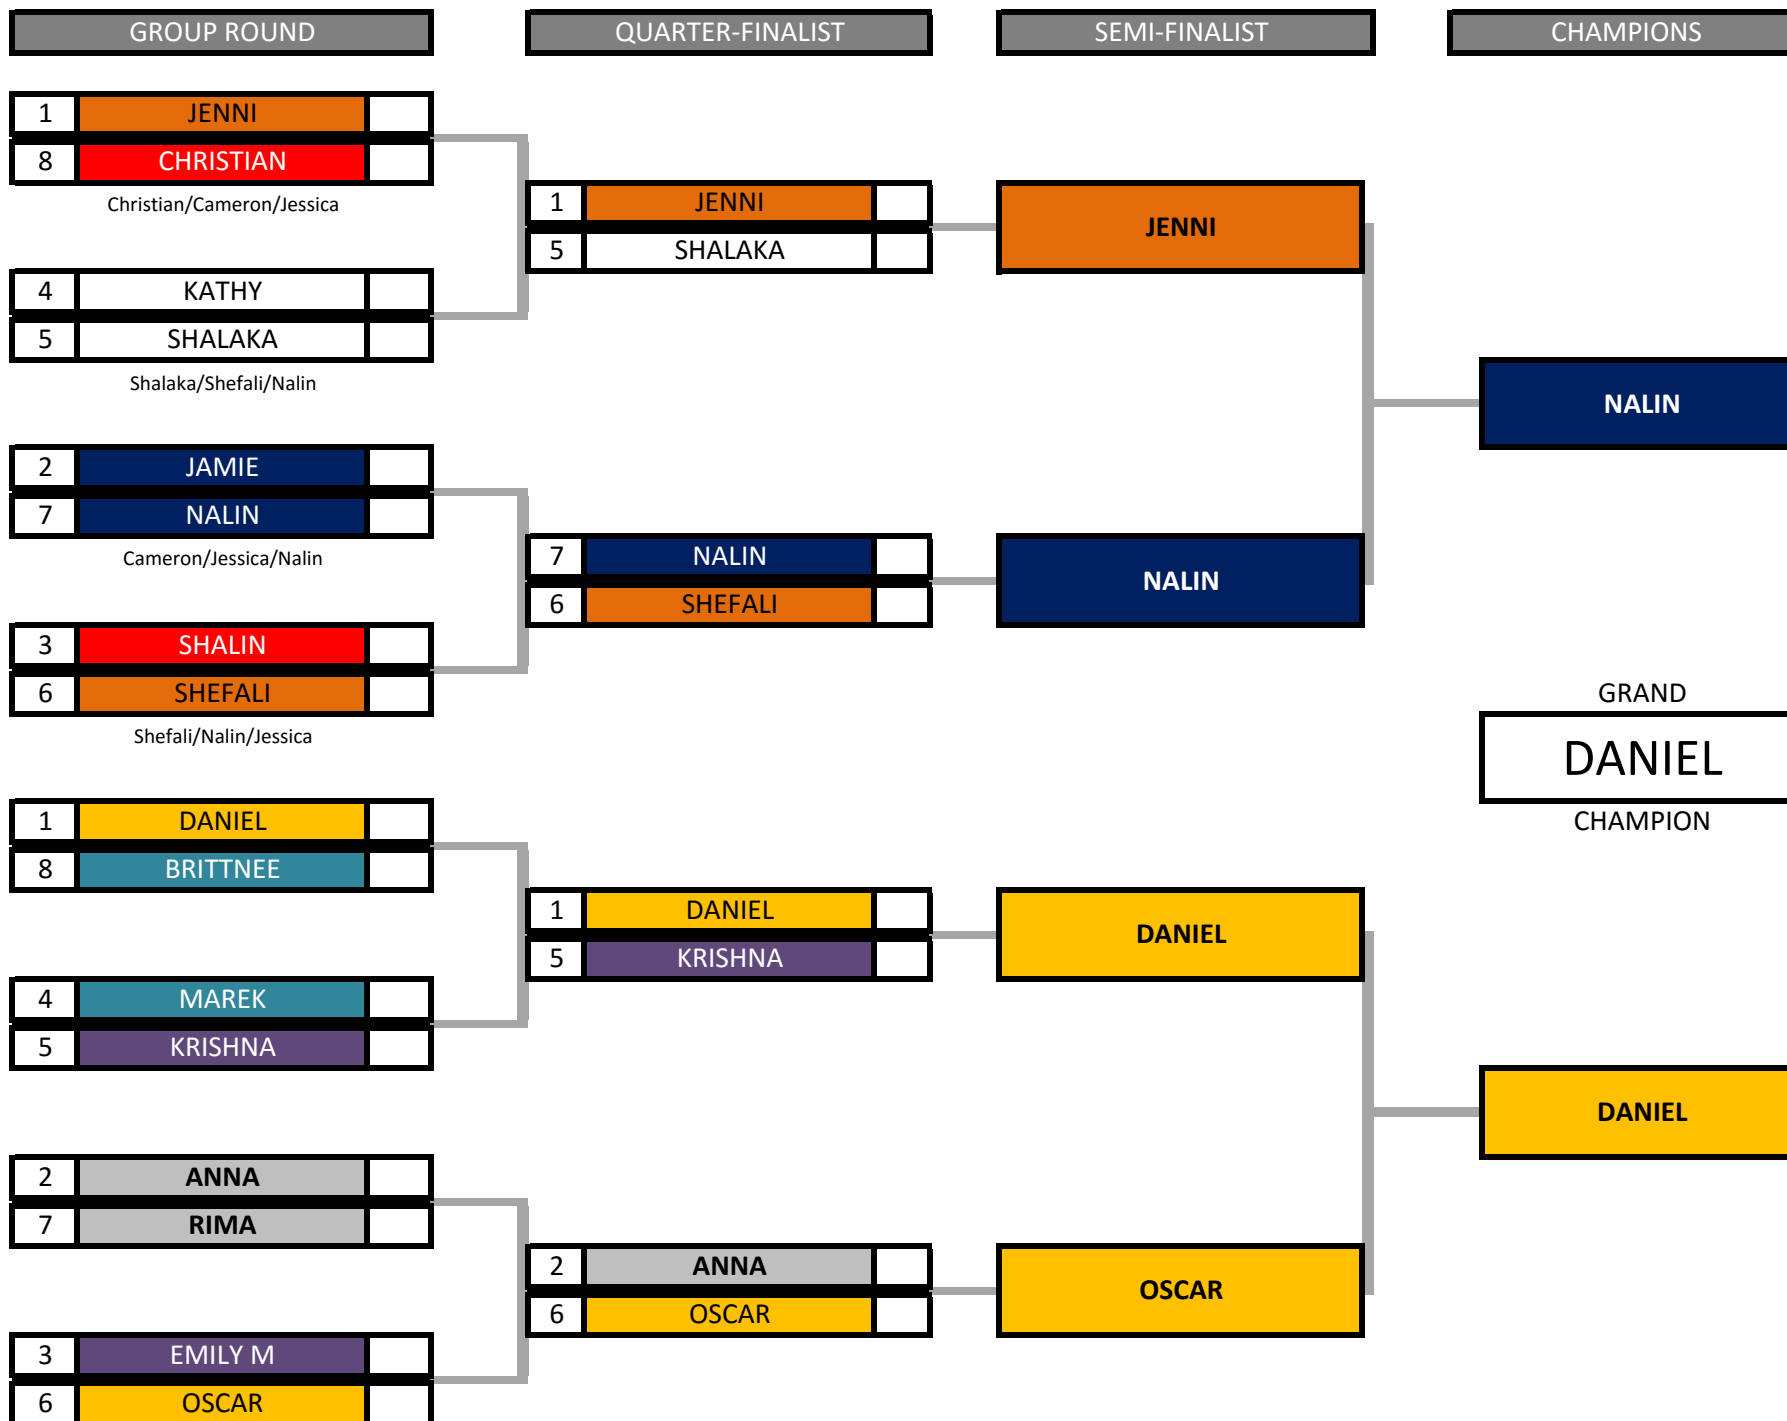 GROUP ROUND
QUARTER-FINALIST
SEMI-FINALIST
CHAMPIONS
1 JENNI
8 CHRISTIAN
Christian/Cameron/Jessica
4 KATHY
5 SHALAKA
Shalaka/Shefali/Nalin
2 JAMIE
7 NALIN
Cameron/Jessica/Nalin
3 SHALIN
6 SHEFALI
Shefali/Nalin/Jessica
1 DANIEL
8 BRITTNEE
4 MAREK
5 KRISHNA
2 ANNA
7 RIMA
3 EMILY M
6 OSCAR
1 JENNI
5 SHALAKA
7 NALIN
6 SHEFALI
1 DANIEL
5 KRISHNA
2 ANNA
6 OSCAR
JENNI
NALIN
DANIEL
OSCAR
NALIN
GRAND
DANIEL
CHAMPION
DANIEL